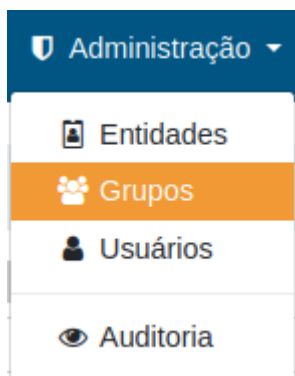 Administração
Entidades
Grupos
Usuários
Auditoria